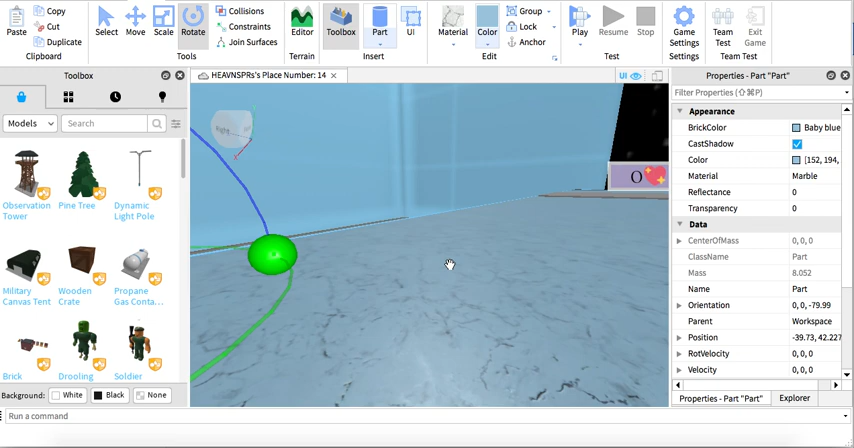 Paste
Copy
Cut
Duplicate
Clipboard
Select
Move
Scale
Rotate
Collisions
Constraints
Join Surfaces
Tools
Editor
Terrain
Toolbox
Part
UI
Insert
Material
Color
Group
Lock
Anchor
Edit
Play
Resume
Stop
Test
Game Settings
Settings
Team Test
Exit Game
Team Test
Toolbox
Models
Search
Observation Tower
Pine Tree
Dynamic Light Pole
Military Canvas Tent
Wooden Crate
Propane Gas Conta...
Brick
Drooling
Soldier
Background: White Black None
HEAVNSPRs's Place Number: 14
UI
Right
O
Properties - Part "Part"
Filter Properties (⇧⌘P)
Appearance
BrickColor Baby blue
CastShadow
Color [152, 194,
Material Marble
Reflectance 0
Transparency 0
Data
CenterOfMass 0, 0, 0
ClassName Part
Mass 8.052
Name Part
Orientation 0, 0, -79.99
Parent Workspace
Position -39.73, 42.227
RotVelocity 0, 0, 0
Velocity 0, 0, 0
Properties - Part "Part"
Explorer
Run a command